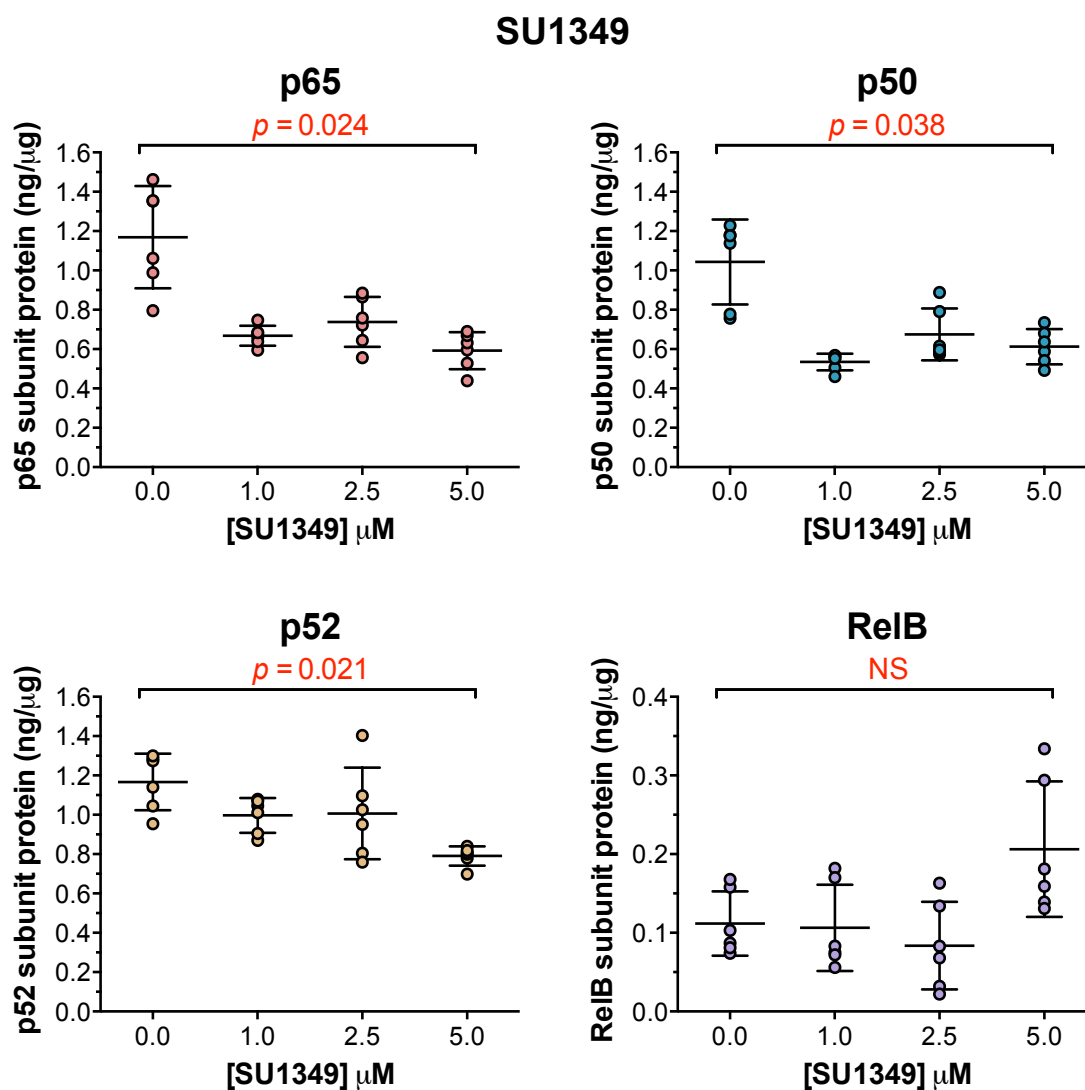 SU1349
p65
p = 0.024
p65 subunit protein (ng/μg)
1.6
1.4
1.2
1.0
0.8
0.6
0.4
0.2
0.0
0.0 1.0 2.5 5.0
[SU1349] μM
p50
p = 0.038
p50 subunit protein (ng/μg)
1.6
1.4
1.2
1.0
0.8
0.6
0.4
0.2
0.0
0.0 1.0 2.5 5.0
[SU1349] μM
p52
p = 0.021
p52 subunit protein (ng/μg)
1.6
1.4
1.2
1.0
0.8
0.6
0.4
0.2
0.0
0.0 1.0 2.5 5.0
[SU1349] μM
RelB
NS
RelB subunit protein (ng/μg)
0.4
0.3
0.2
0.1
0.0
0.0 1.0 2.5 5.0
[SU1349] μM